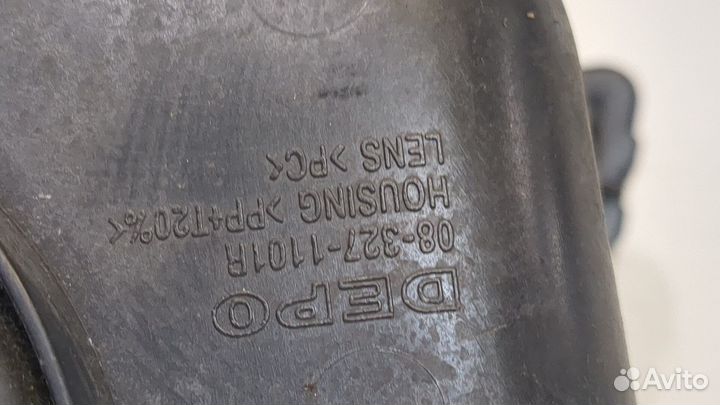 DEPO
08-327-1101R
HOUSING >PP+T20%<
LENS >PC<
Avito